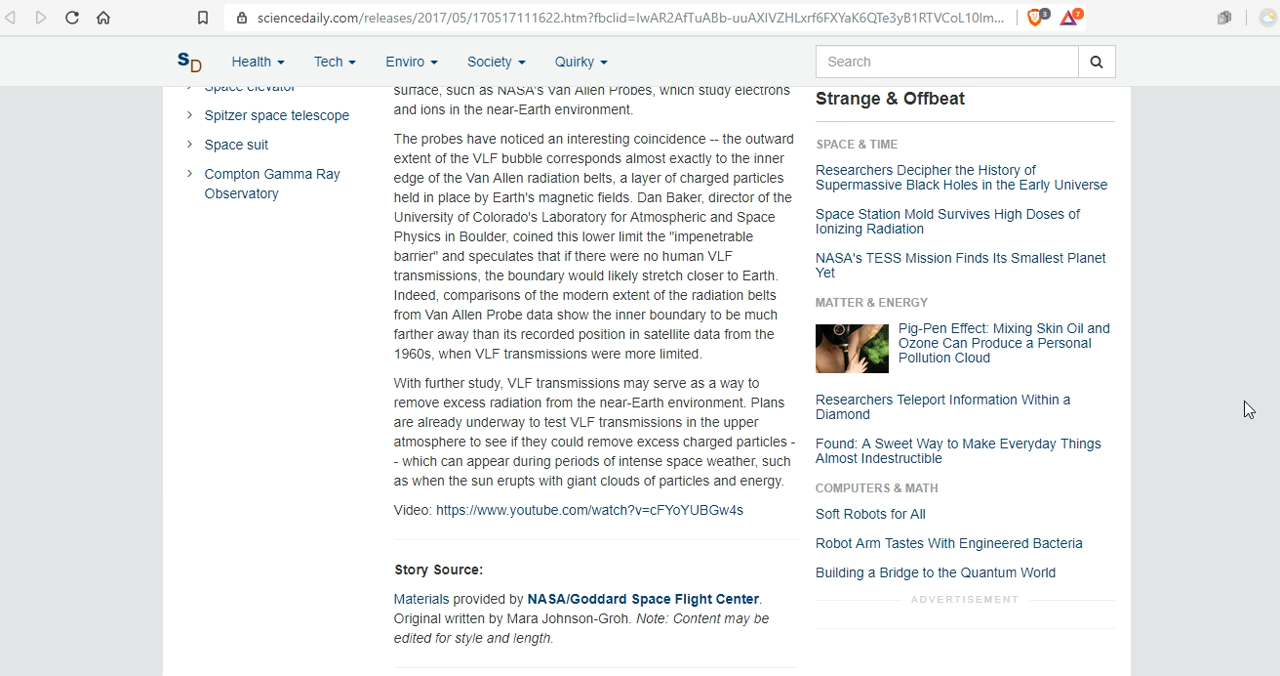 sciencedaily.com/releases/2017/05/170517111622.htm?fbclid=IwAR2AfTuABb-uuAXIVZHLxrf6FXYaK6QTe3yB1RTVCoL10Im...
3
7
SD
Health
Tech
Enviro
Society
Quirky
Search
Space elevator
Spitzer space telescope
Space suit
Compton Gamma Ray
Observatory
surface, such as NASA's Van Allen Probes, which study electrons
and ions in the near-Earth environment.
The probes have noticed an interesting coincidence -- the outward
extent of the VLF bubble corresponds almost exactly to the inner
edge of the Van Allen radiation belts, a layer of charged particles
held in place by Earth's magnetic fields. Dan Baker, director of the
University of Colorado's Laboratory for Atmospheric and Space
Physics in Boulder, coined this lower limit the "impenetrable
barrier" and speculates that if there were no human VLF
transmissions, the boundary would likely stretch closer to Earth.
Indeed, comparisons of the modern extent of the radiation belts
from Van Allen Probe data show the inner boundary to be much
farther away than its recorded position in satellite data from the
1960s, when VLF transmissions were more limited.
With further study, VLF transmissions may serve as a way to
remove excess radiation from the near-Earth environment. Plans
are already underway to test VLF transmissions in the upper
atmosphere to see if they could remove excess charged particles -
- which can appear during periods of intense space weather, such
as when the sun erupts with giant clouds of particles and energy.
Video: https://www.youtube.com/watch?v=cFYoYUBGw4s
Story Source:
Materials provided by NASA/Goddard Space Flight Center.
Original written by Mara Johnson-Groh. Note: Content may be
edited for style and length.
Strange & Offbeat
SPACE & TIME
Researchers Decipher the History of
Supermassive Black Holes in the Early Universe
Space Station Mold Survives High Doses of
Ionizing Radiation
NASA's TESS Mission Finds Its Smallest Planet
Yet
MATTER & ENERGY
Pig-Pen Effect: Mixing Skin Oil and
Ozone Can Produce a Personal
Pollution Cloud
Researchers Teleport Information Within a
Diamond
Found: A Sweet Way to Make Everyday Things
Almost Indestructible
COMPUTERS & MATH
Soft Robots for All
Robot Arm Tastes With Engineered Bacteria
Building a Bridge to the Quantum World
ADVERTISEMENT